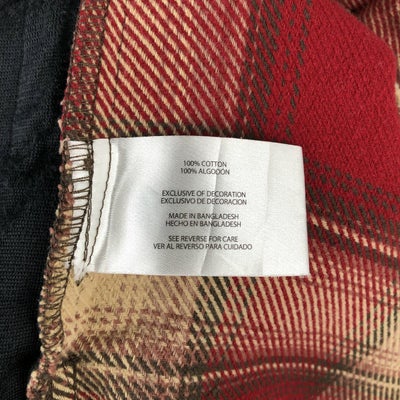 100% COTTON
100% ALGOOON
EXCLUSIVE OF DECORATION
EXCLUSIVO DE DECORACION
MADE IN BANGLADESH
HECHO EN BANGLADESH
SEE REVERSE FOR CARE
VER AL REVERSO PARA CUIDADO